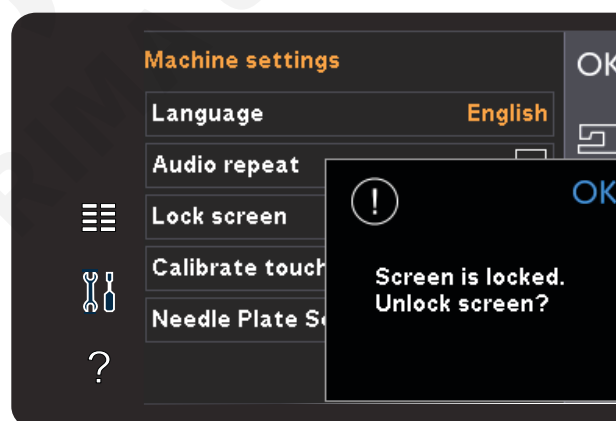 Machine settings
OK
Language English
Audio repeat
OK
Lock screen
Calibrate touch
Screen is locked.
Unlock screen?
Needle Plate S
?